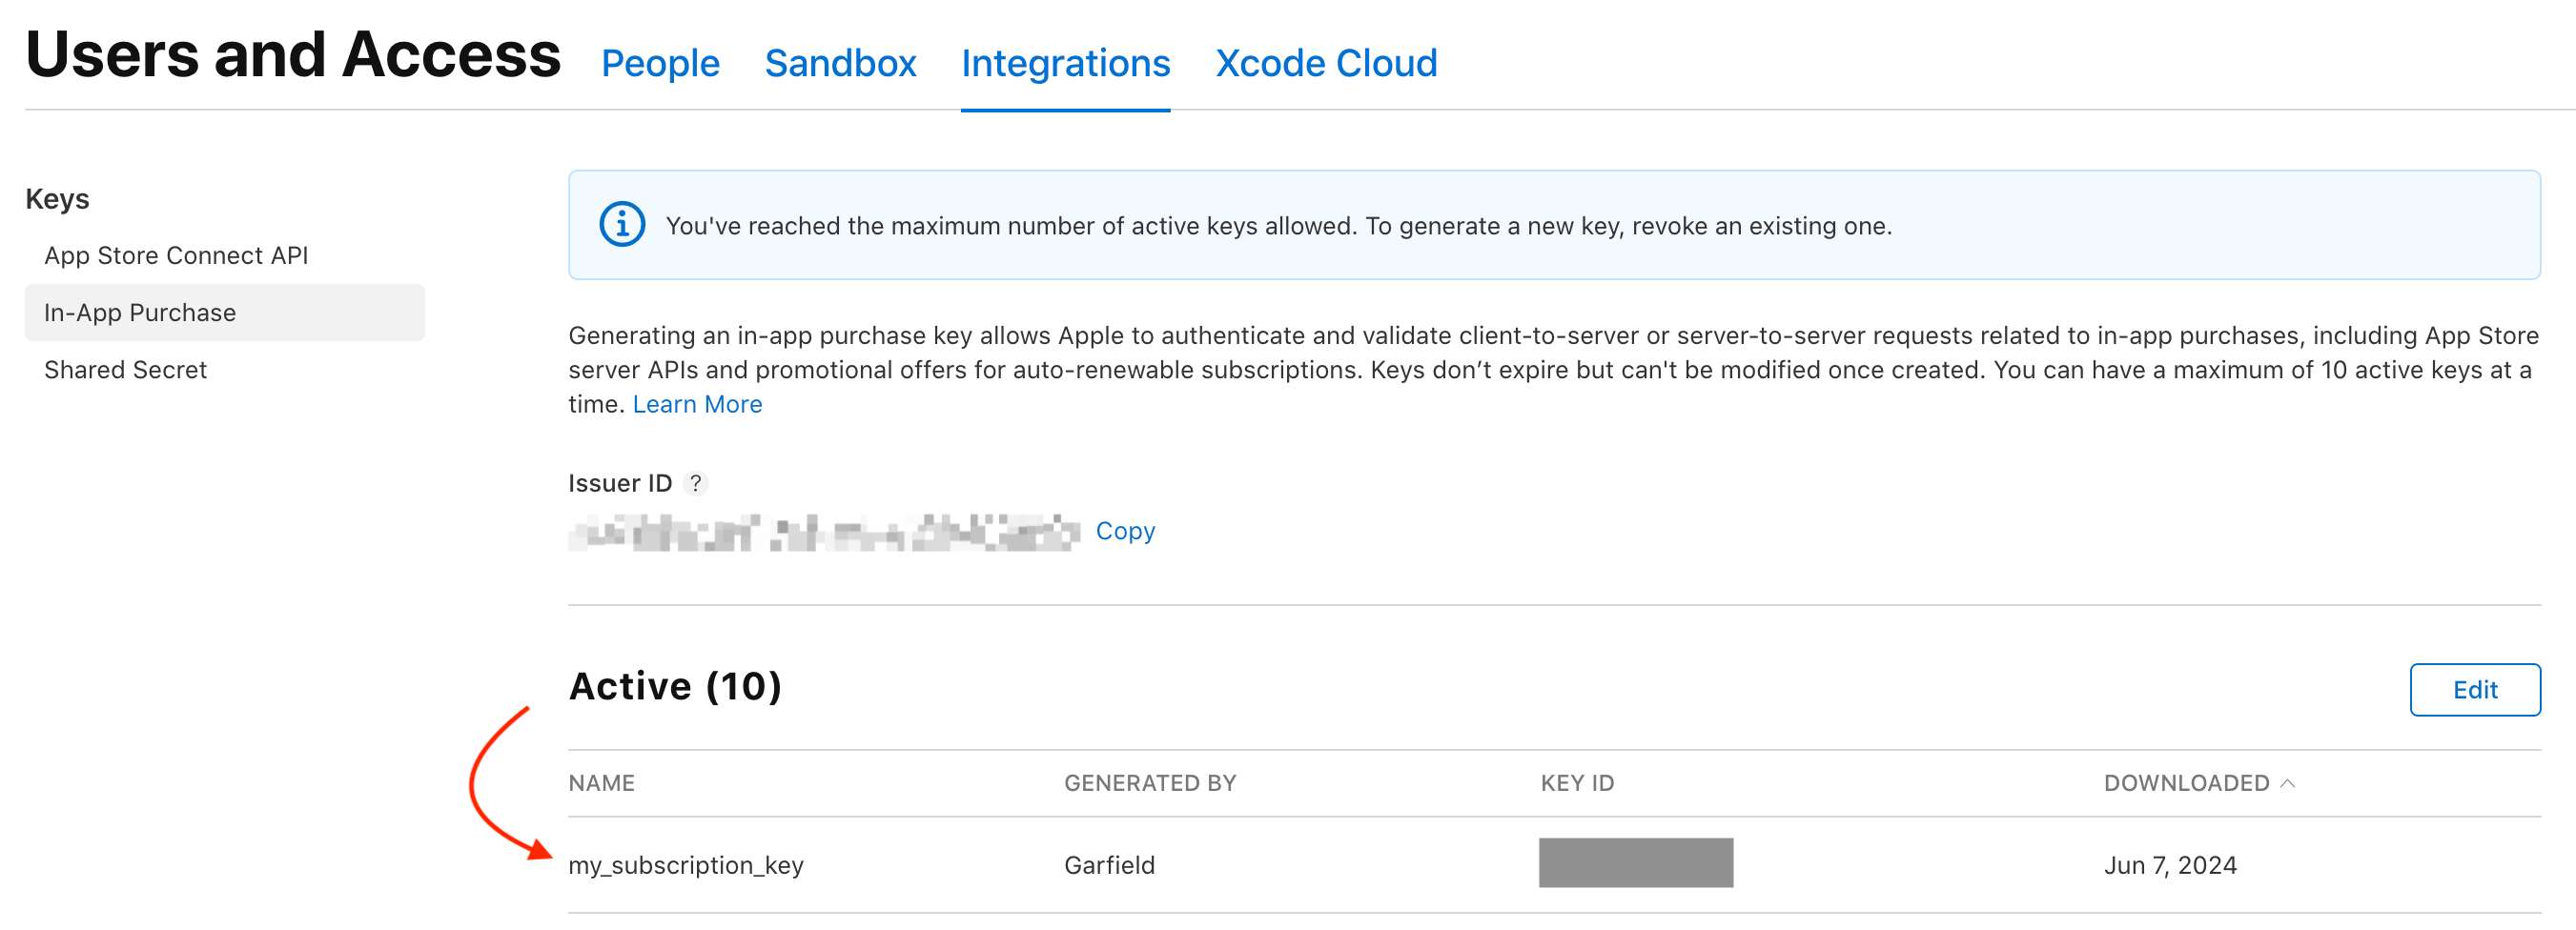 Users and Access People Sandbox Integrations Xcode Cloud
Keys
App Store Connect API
In-App Purchase
Shared Secret
You've reached the maximum number of active keys allowed. To generate a new key, revoke an existing one.
Generating an in-app purchase key allows Apple to authenticate and validate client-to-server or server-to-server requests related to in-app purchases, including App Store
server APIs and promotional offers for auto-renewable subscriptions. Keys don’t expire but can't be modified once created. You can have a maximum of 10 active keys at a
time. Learn More
Issuer ID ?
Copy
Active (10) Edit
NAME GENERATED BY KEY ID DOWNLOADED
my_subscription_key Garfield Jun 7, 2024